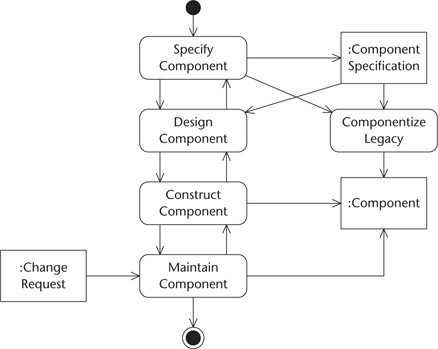 Specify
Component
:Component
Specification
Design
Component
Componentize
Legacy
Construct
Component
:Component
:Change
Request
Maintain
Component